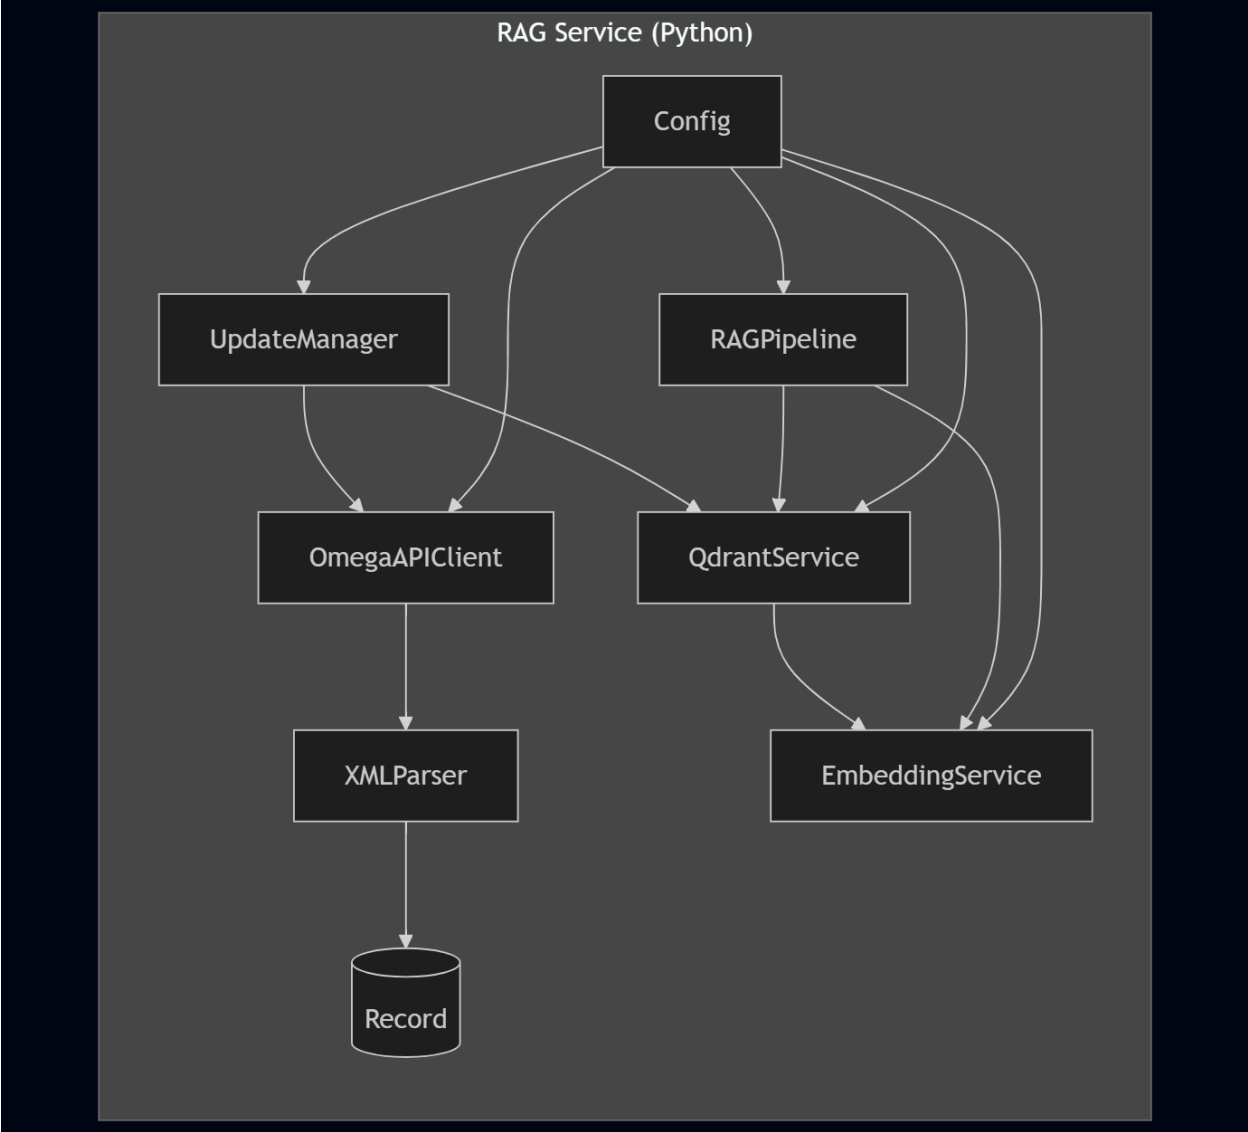 RAG Service (Python)
Config
UpdateManager
RAGPipeline
OmegaAPIClient
QdrantService
XMLParser
EmbeddingService
Record